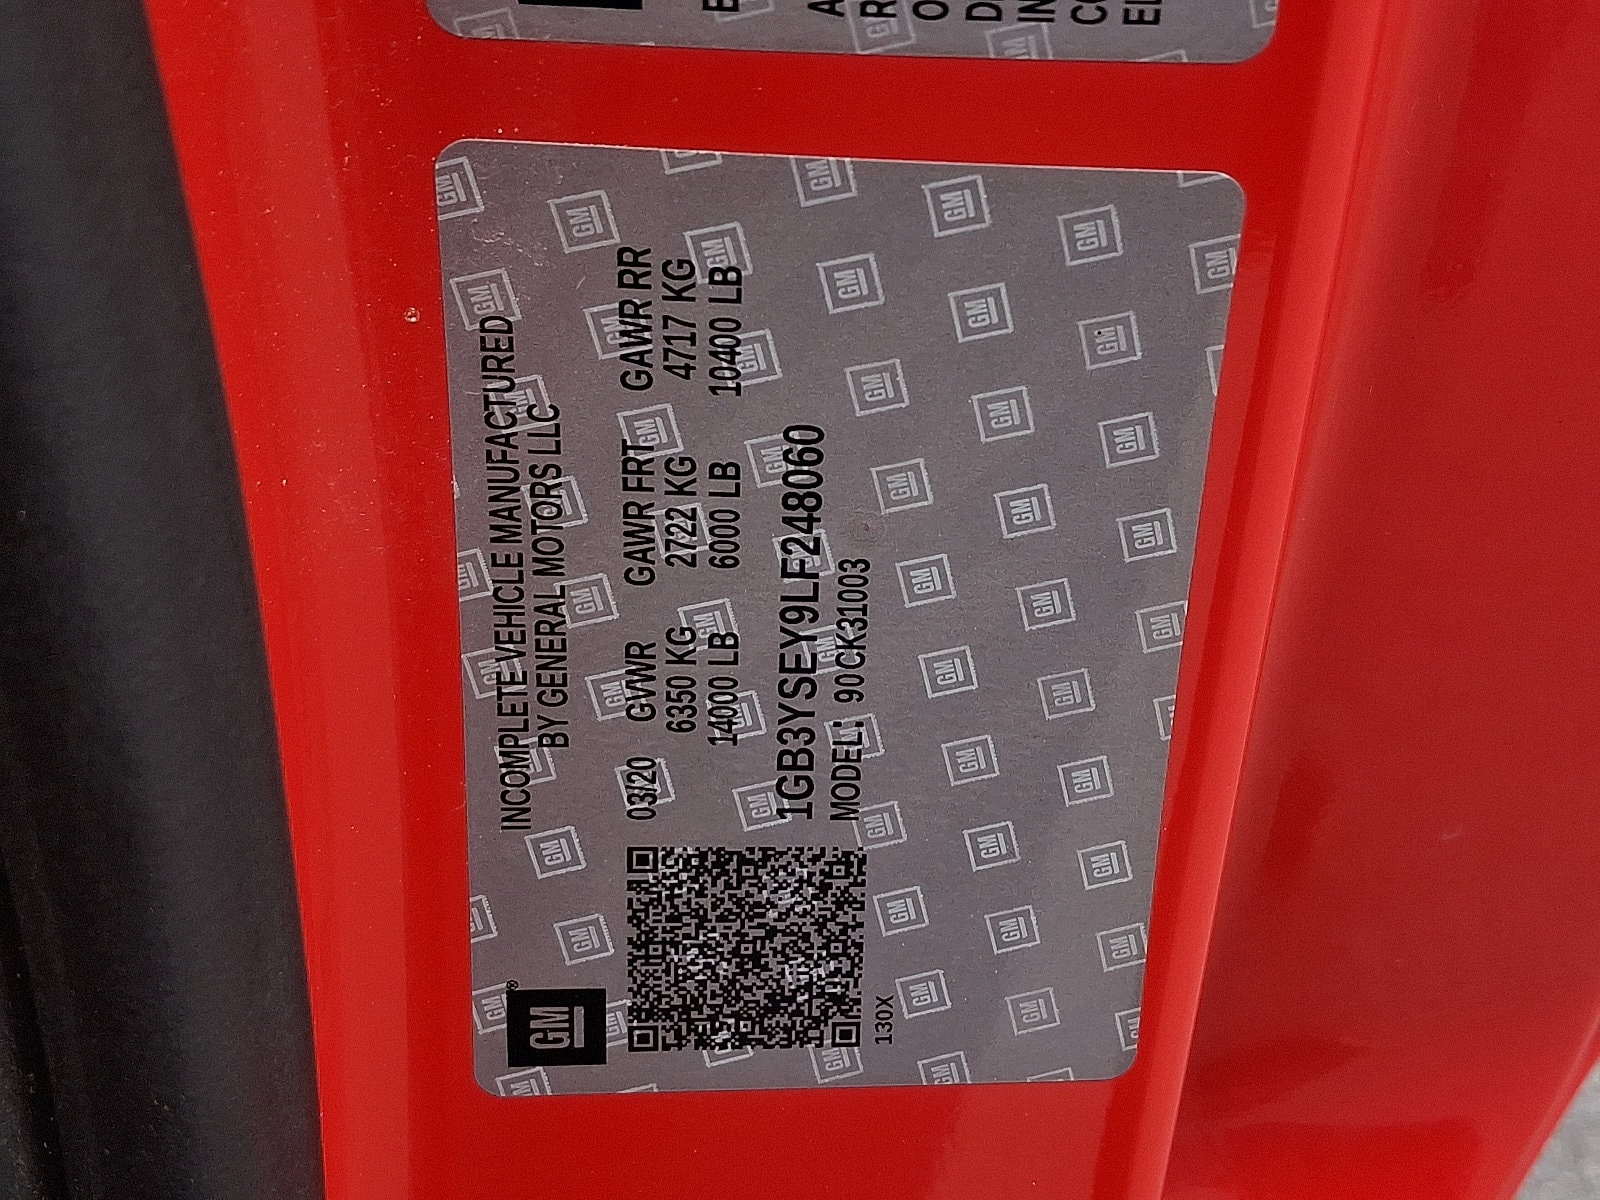 INCOMPLETE VEHICLE MANUFACTURED
BY GENERAL MOTORS LLC
03/20 GVWR GAWR FRT GAWR RR
6350 KG 2722 KG 4717 KG
14000 LB 6000 LB 10400 LB
1GB3YSEY9LF248060
MODEL: 90CK31003
GM®
130X